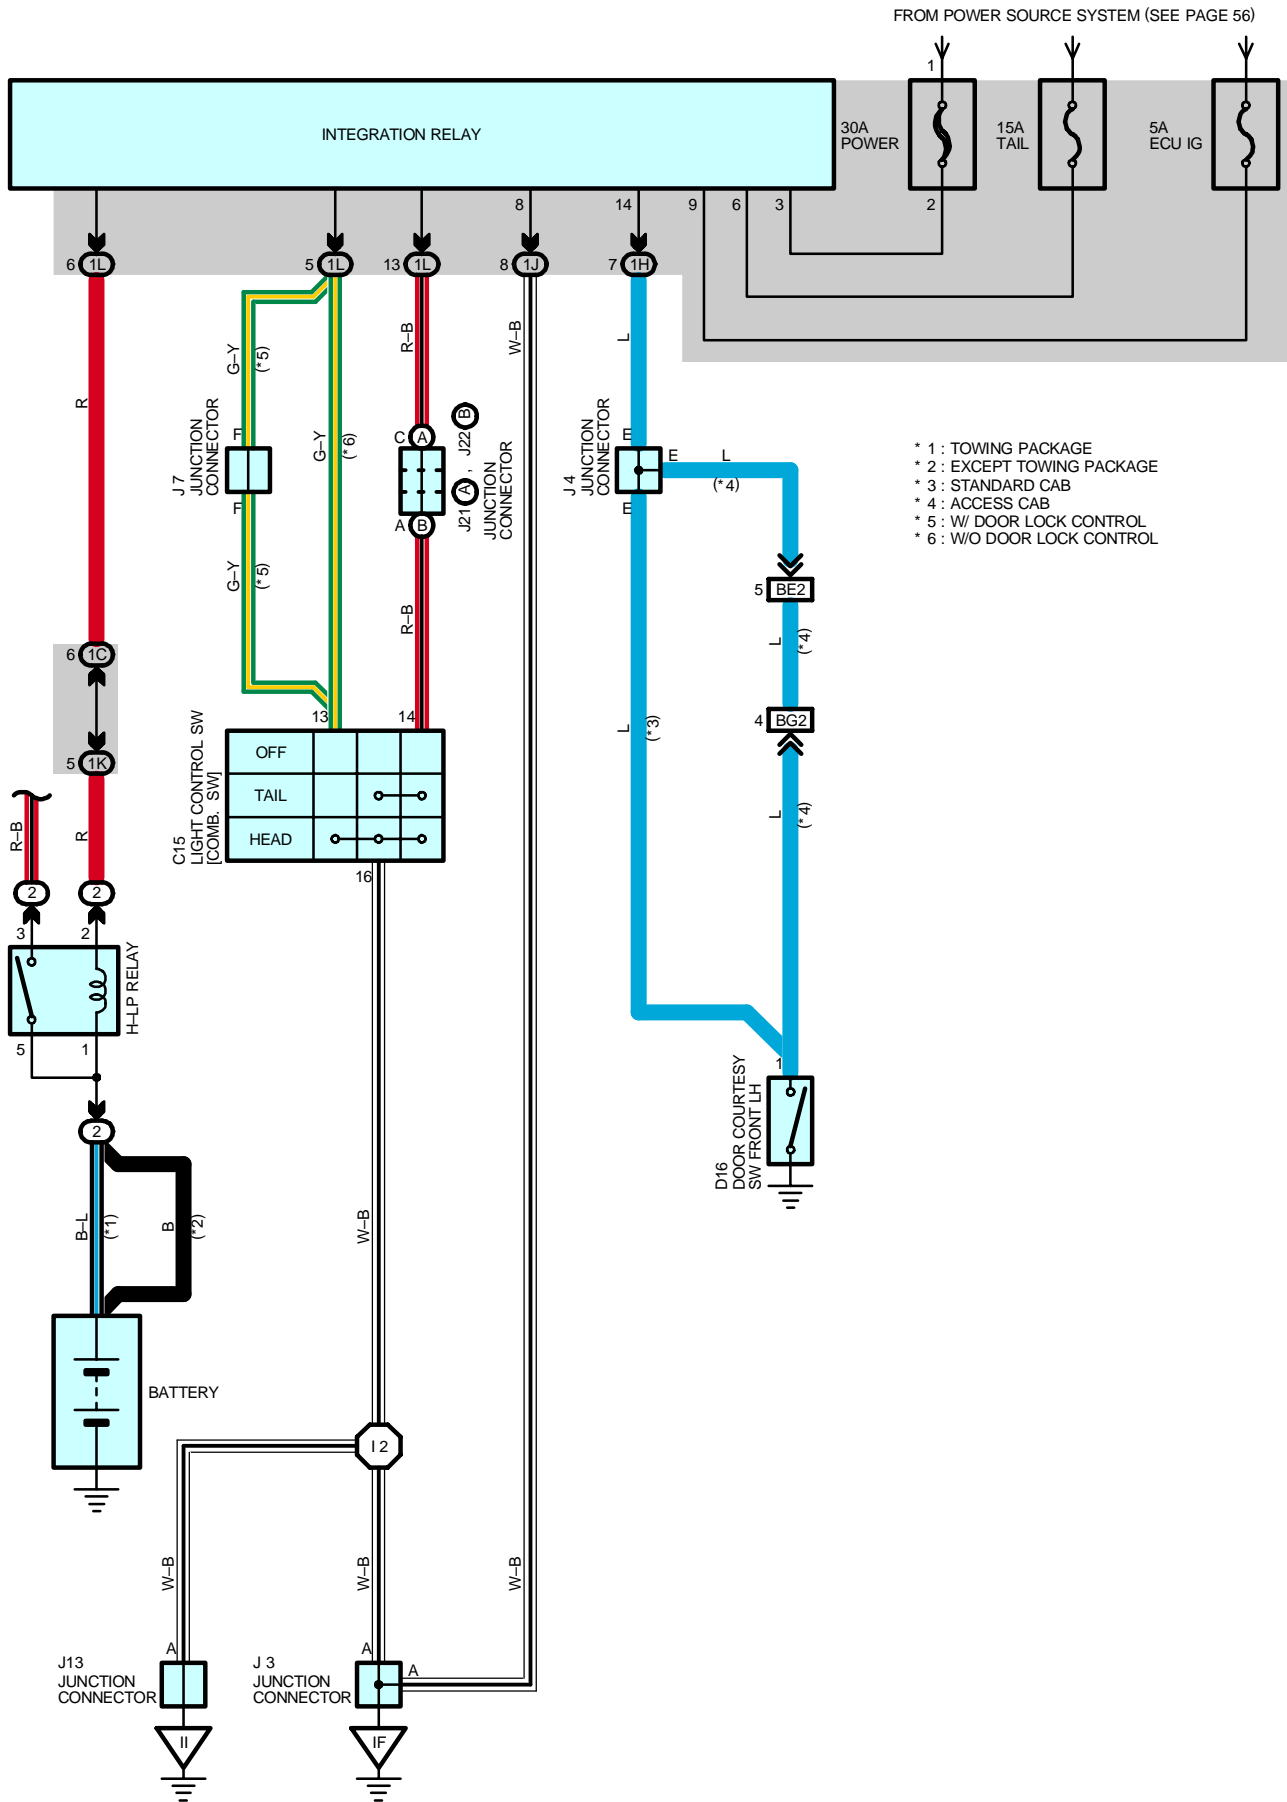 FROM POWER SOURCE SYSTEM (SEE PAGE 56)
1
INTEGRATION RELAY
30A
POWER
15A
TAIL
5A
ECU IG
8
14
9
6
3
2
6 1L
5 1L
13 1L
8 1J
7 1H
R
G–Y
(*5)
G–Y
(*6)
R–B
W–B
L
J 7
JUNCTION
CONNECTOR
F
F
G–Y
(*5)
C A
A B
J21 A , J22 B
JUNCTION
CONNECTOR
R–B
J 4
JUNCTION
CONNECTOR
E
E
E
L
(*4)
* 1 : TOWING PACKAGE
* 2 : EXCEPT TOWING PACKAGE
* 3 : STANDARD CAB
* 4 : ACCESS CAB
* 5 : W/ DOOR LOCK CONTROL
* 6 : W/O DOOR LOCK CONTROL
5 BE2
L
(*4)
4 BG2
L
(*3)
L
(*4)
6 1C
5 1K
R–B
R
2
2
3
2
H–LP RELAY
5
1
2
13
14
C15
LIGHT CONTROL SW
[COMB. SW]
OFF
TAIL
HEAD
16
1
D16
DOOR COURTESY
SW FRONT LH
B–L
(*1)
B
(*2)
W–B
BATTERY
I 2
W–B
W–B
W–B
J13
JUNCTION
CONNECTOR
A
J 3
JUNCTION
CONNECTOR
A
A
II
IF